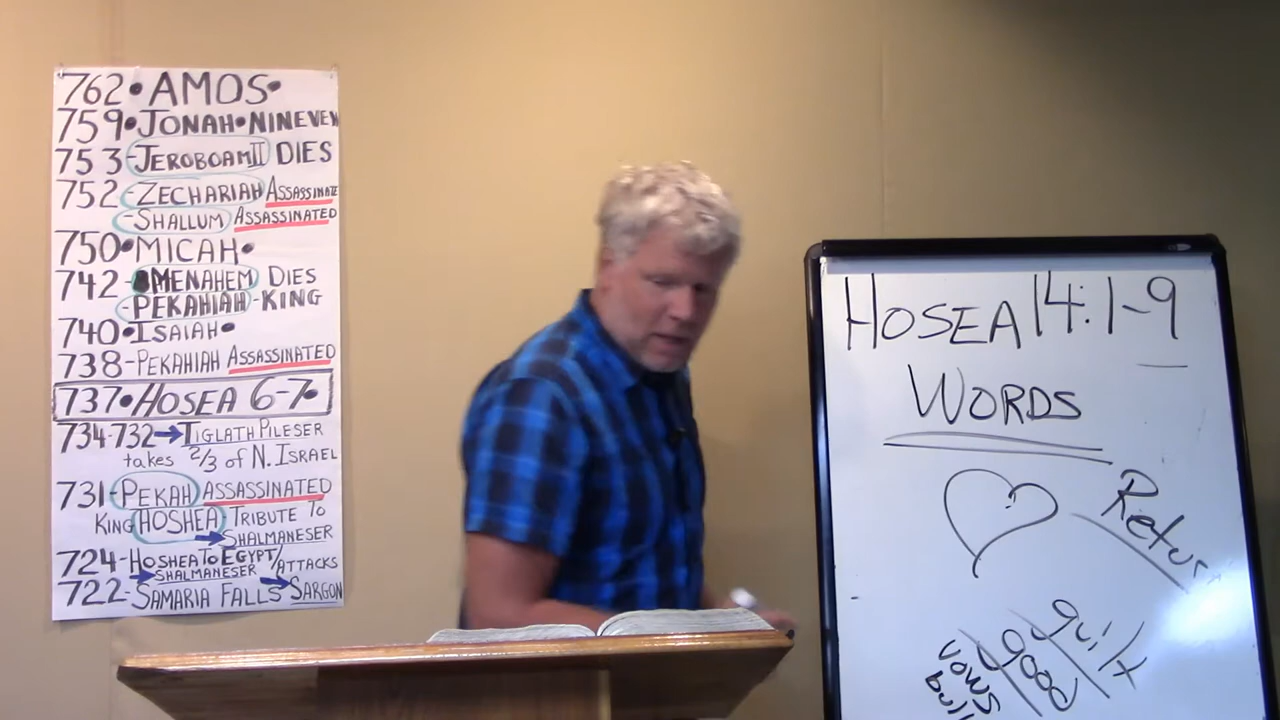 762•AMOS•
759•JONAH•NINEVEH
753-JEROBOAM II DIES
752-ZECHARIAH ASSASSINATE
-SHALLUM ASSASSINATED
750•MICAH•
742-MENAHEM DIES
-PEKAHIAH-KING
740•ISAIAH•
738-PEKAHIAH ASSASSINATED
737•HOSEA 6-7•
734-732→TIGLATH PILESER
takes 2/3 of N. ISRAEL
731-PEKAH ASSASSINATED
KING HOSHEA TRIBUTE TO
→SHALMANESER
724-HOSHEA TO EGYPT/
→SHALMANESER ATTACKS
722-SAMARIA FALLS→SARGON
HOSEA 14:1-9
WORDS
Retur
guilt
good
vows
bull